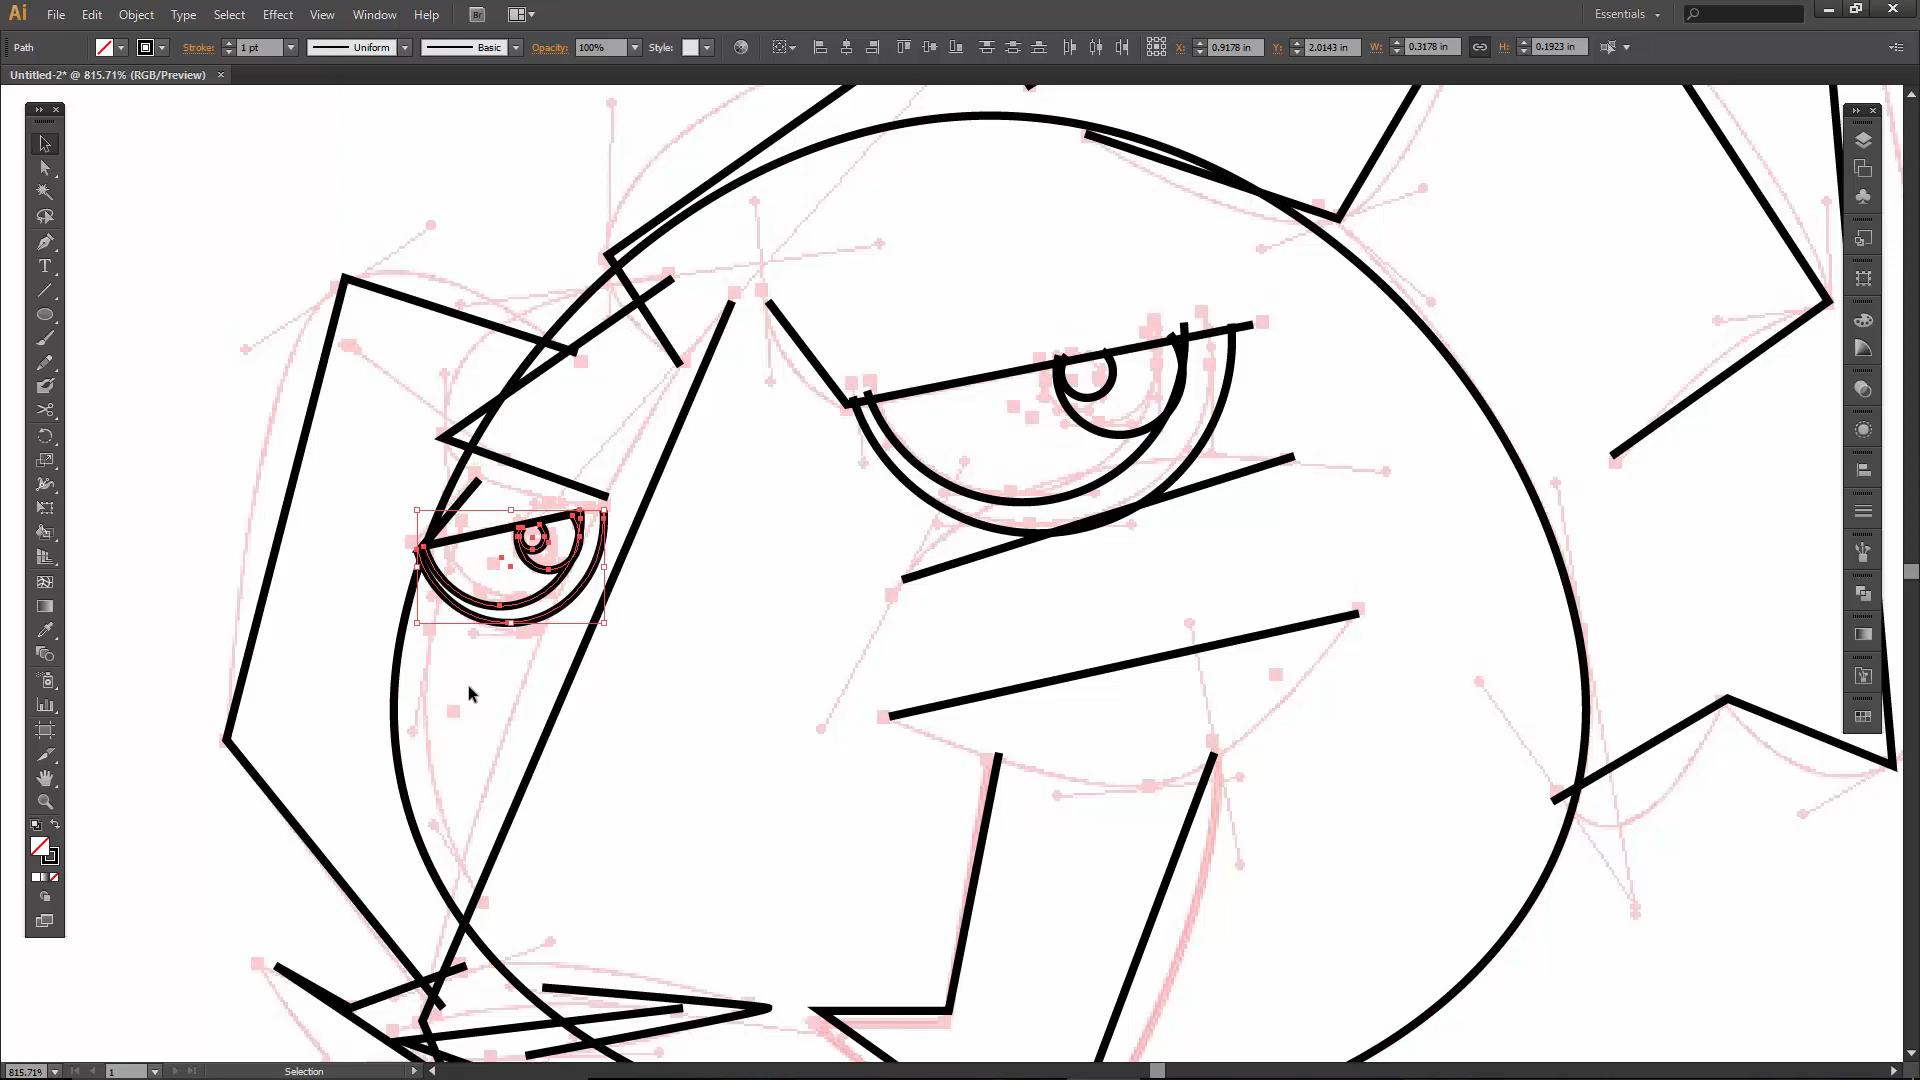 Ai File Edit Object Type Select Effect View Window Help Br Essentials
Path Stroke: 1 pt Uniform Basic Opacity: 100% Style: X: 0.9178 in Y: 2.0143 in W: 0.3178 in H: 0.1923 in
Untitled-2* @ 815.71% (RGB/Preview)
T
815.71% 1 Selection